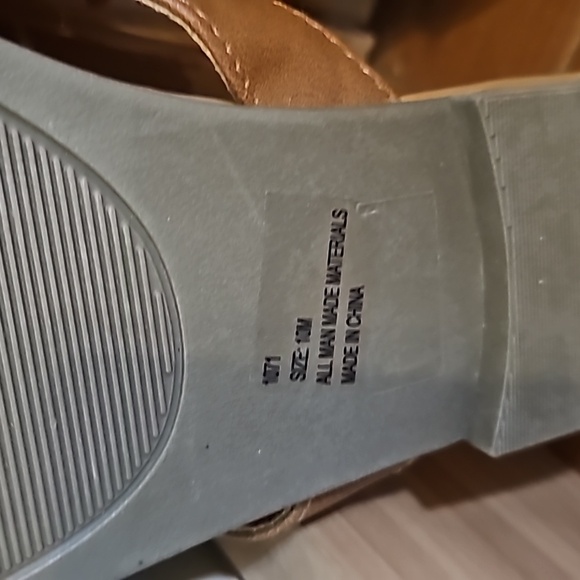 1071
SIZE: 10M
ALL MAN MADE MATERIALS
MADE IN CHINA